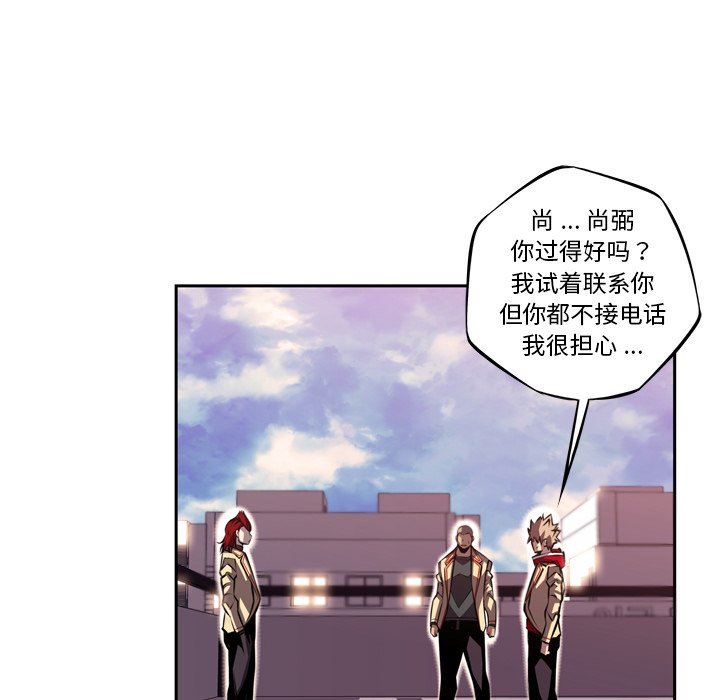 尚 ... 尚弼
你过得好吗？
我试着联系你
但你都不接电话
我很担心 ...